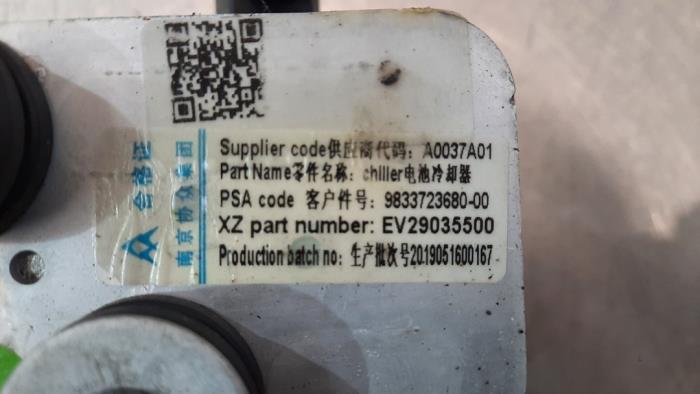 Supplier code供应商代码: A0037A01
Part Name零件名称: chiller电池冷却器
PSA code 客户件号: 9833723680-00
XZ part number: EV29035500
Production batch no: 生产批次号2019051600167
合格证
南京协众集团